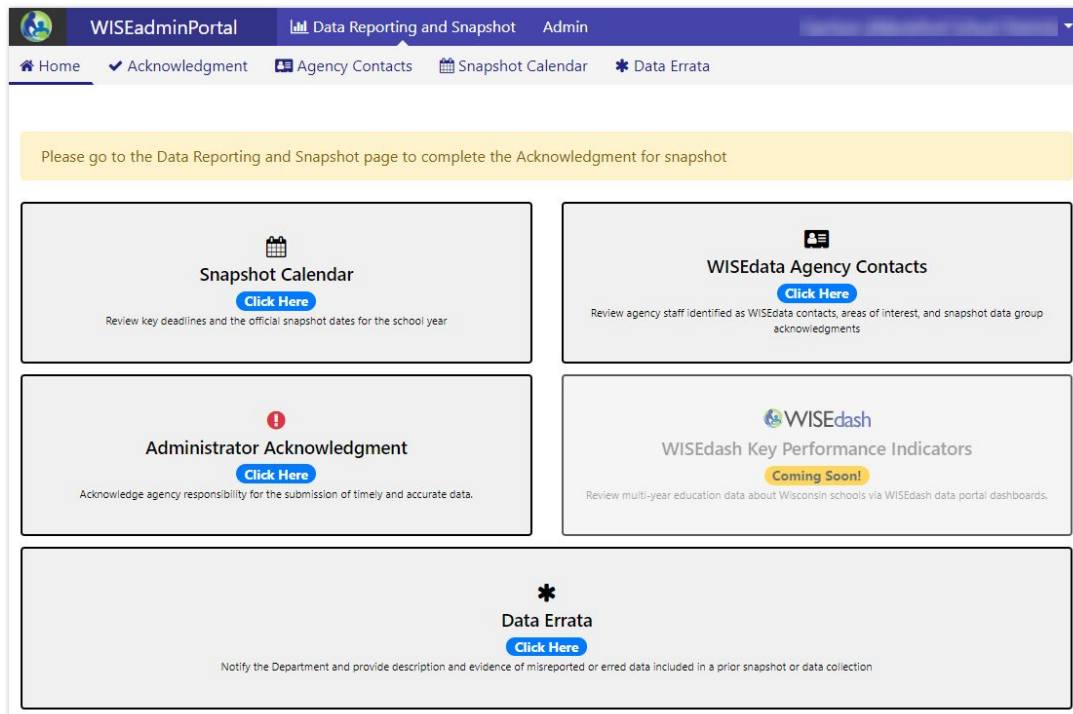 WISEadminPortal Data Reporting and Snapshot Admin
Home Acknowledgment Agency Contacts Snapshot Calendar Data Errata
Please go to the Data Reporting and Snapshot page to complete the Acknowledgment for snapshot
Snapshot Calendar
Click Here
Review key deadlines and the official snapshot dates for the school year
WISEdata Agency Contacts
Click Here
Review agency staff identified as WISEdata contacts, areas of interest, and snapshot data group
acknowledgments
Administrator Acknowledgment
Click Here
Acknowledge agency responsibility for the submission of timely and accurate data.
WISEdash
WISEdash Key Performance Indicators
Coming Soon!
Review multi-year education data about Wisconsin schools via WISEdash data portal dashboards.
Data Errata
Click Here
Notify the Department and provide description and evidence of misreported or erred data included in a prior snapshot or data collection